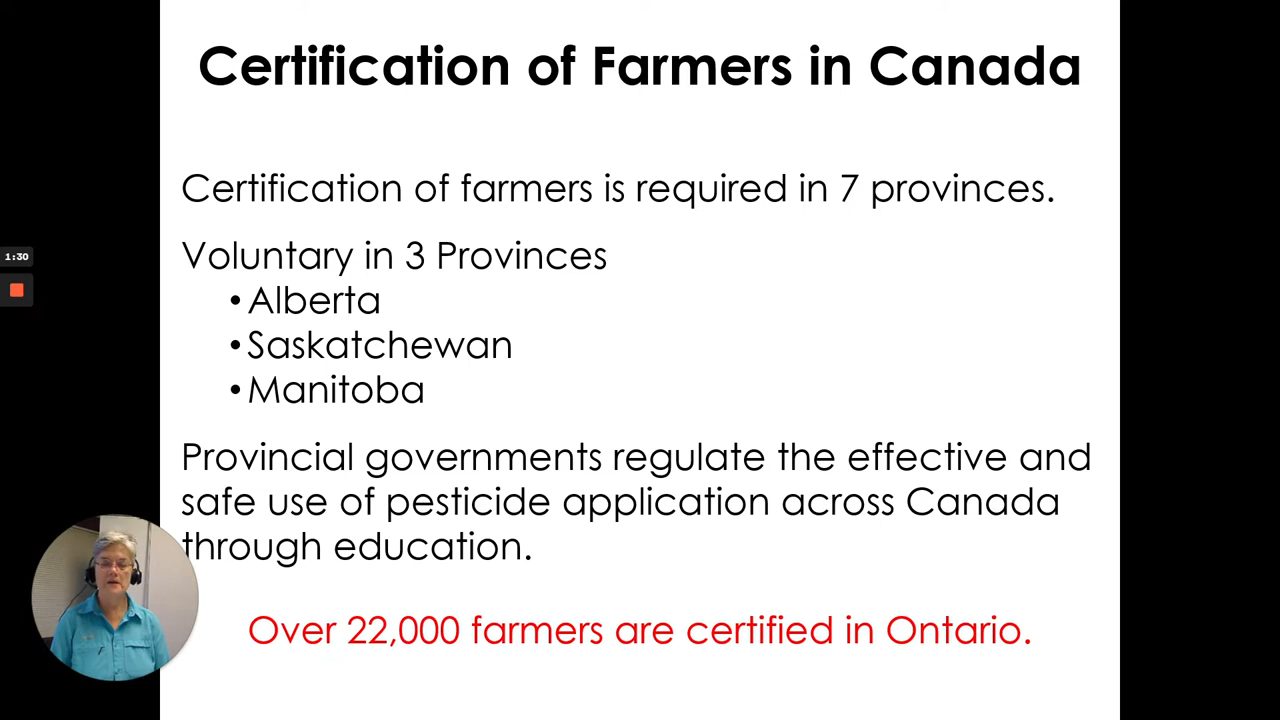 Certification of Farmers in Canada
Certification of farmers is required in 7 provinces.
Voluntary in 3 Provinces
•Alberta
•Saskatchewan
•Manitoba
Provincial governments regulate the effective and
safe use of pesticide application across Canada
through education.
Over 22,000 farmers are certified in Ontario.
1:30